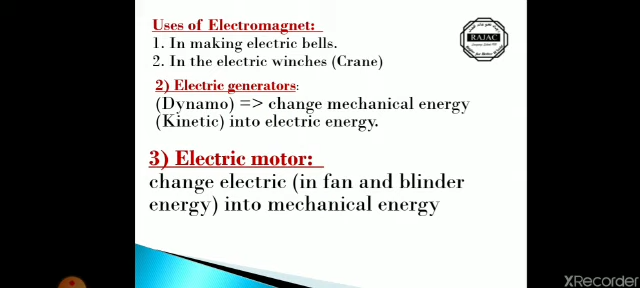 Uses of Electromagnet:
1. In making electric bells.
2. In the electric winches (Crane)
RAJAC
2) Electric generators:
(Dynamo) => change mechanical energy
(Kinetic) into electric energy.
3) Electric motor:
change electric (in fan and blinder
energy) into mechanical energy
XRecorder